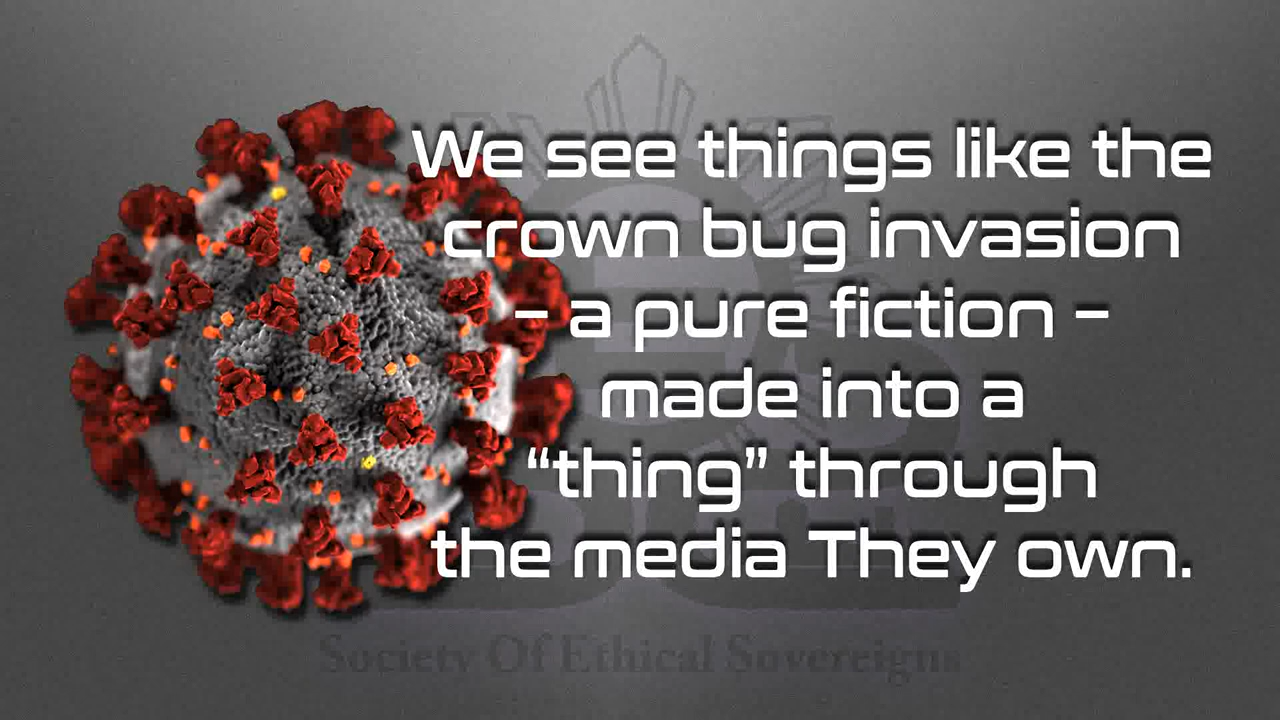 We see things like the
crown bug invasion
– a pure fiction –
made into a
“thing” through
the media They own.
Society Of Ethical Sovereigns